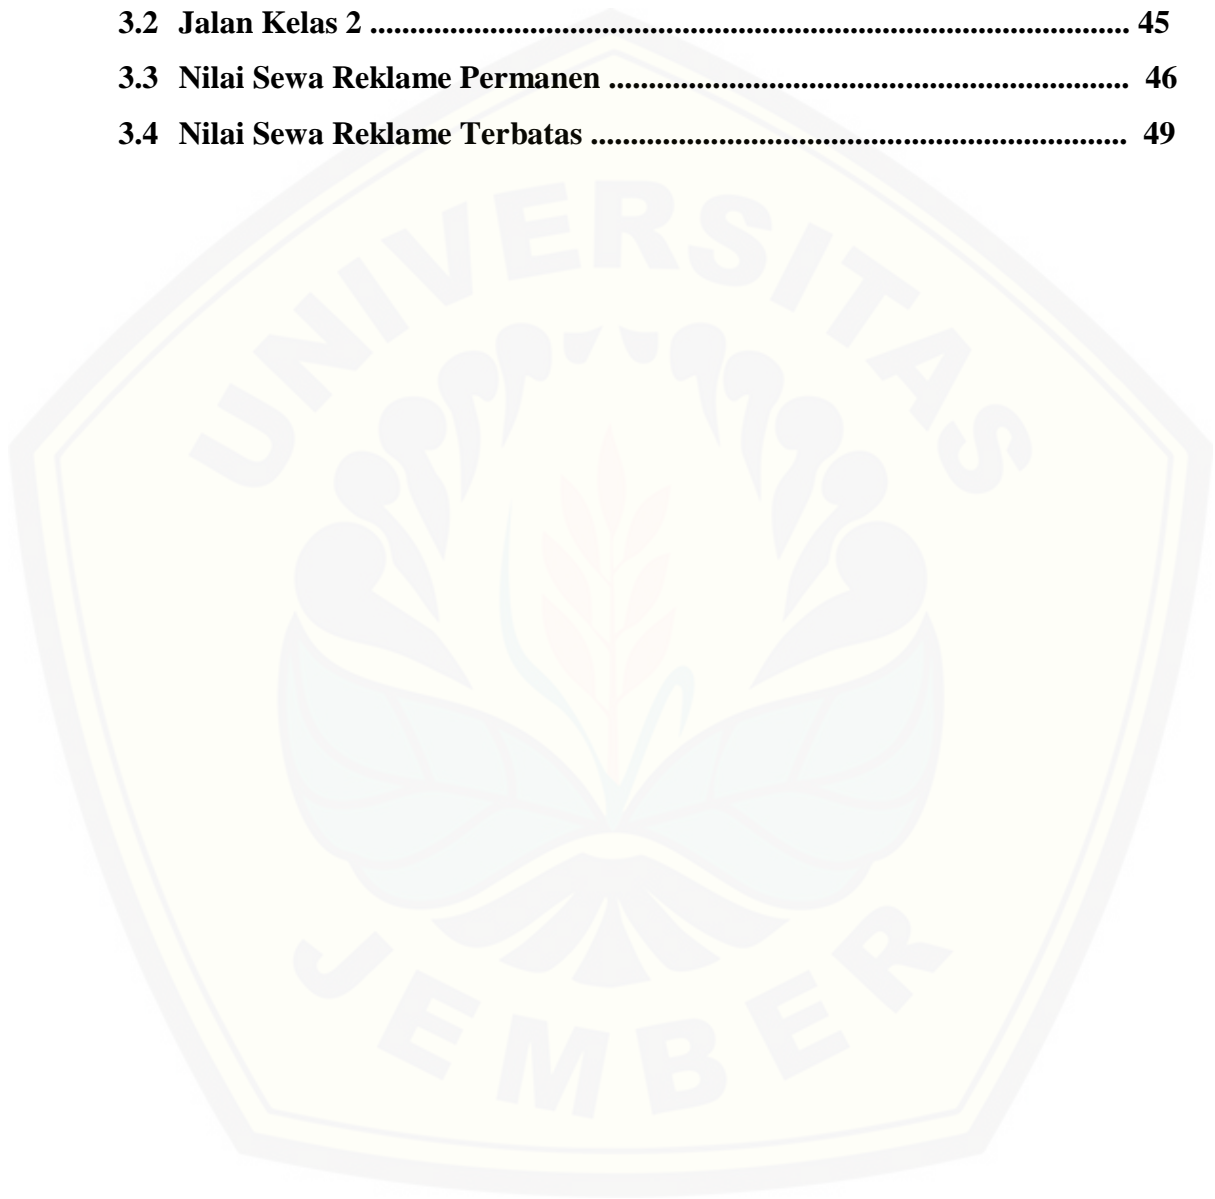 3.2 Jalan Kelas 2 ................................................................................................ 45
3.3 Nilai Sewa Reklame Permanen ................................................................. 46
3.4 Nilai Sewa Reklame Terbatas ................................................................... 49
UNIVERSITAS
JEMBER